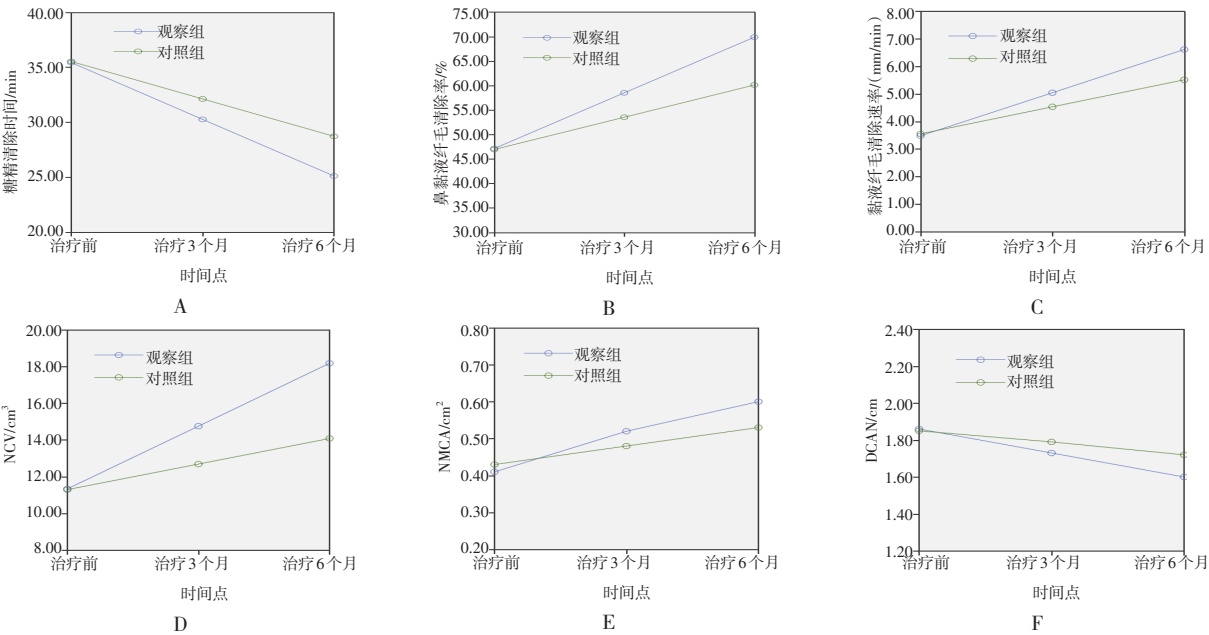 糖精清除时间/min
40.00
35.00
30.00
25.00
20.00
观察组
对照组
治疗前 治疗3个月 治疗6个月
时间点
A
鼻黏液纤毛清除率/%
75.00
70.00
65.00
60.00
55.00
50.00
45.00
40.00
35.00
30.00
观察组
对照组
治疗前 治疗3个月 治疗6个月
时间点
B
黏液纤毛清除速率/(mm/min)
8.00
7.00
6.00
5.00
4.00
3.00
2.00
1.00
0.00
观察组
对照组
治疗前 治疗3个月 治疗6个月
时间点
C
NCV/cm³
20.00
18.00
16.00
14.00
12.00
10.00
8.00
观察组
对照组
治疗前 治疗3个月 治疗6个月
时间点
D
NMCA/cm²
0.80
0.70
0.60
0.50
0.40
0.30
0.20
观察组
对照组
治疗前 治疗3个月 治疗6个月
时间点
E
DCAN/cm
2.40
2.20
2.00
1.80
1.60
1.40
1.20
观察组
对照组
治疗前 治疗3个月 治疗6个月
时间点
F